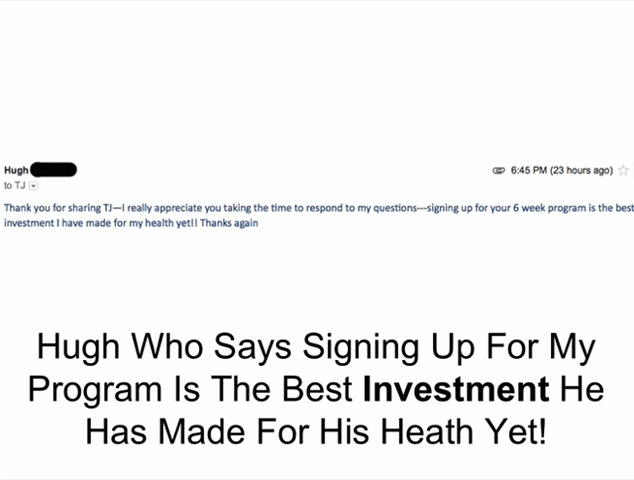 Hugh
6:45 PM (23 hours ago)
to TJ
Thank you for sharing TJ—I really appreciate you taking the time to respond to my questions---signing up for your 6 week program is the best
investment I have made for my health yet!! Thanks again
Hugh Who Says Signing Up For My
Program Is The Best Investment He
Has Made For His Heath Yet!